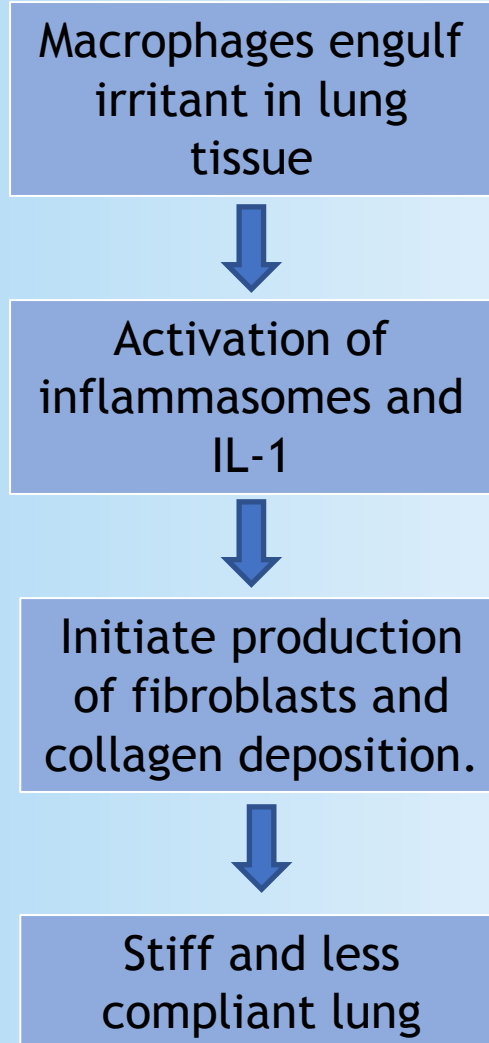 Macrophages engulf
irritant in lung
tissue
Activation of
inflammasomes and
IL-1
Initiate production
of fibroblasts and
collagen deposition.
Stiff and less
compliant lung